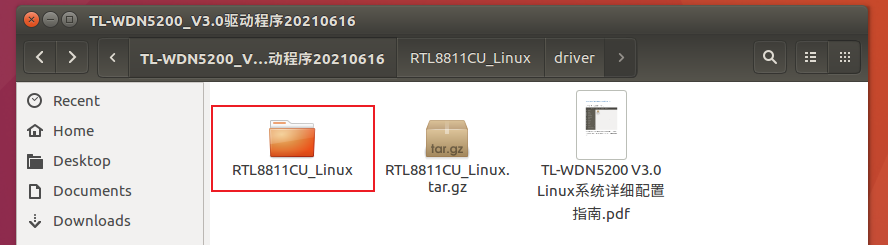 TL-WDN5200_V3.0驱动程序20210616
TL-WDN5200_V...动程序20210616
RTL8811CU_Linux
driver
Recent
Home
Desktop
Documents
Downloads
RTL8811CU_Linux
tar.gz
RTL8811CU_Linux.
tar.gz
TL-WDN5200 V3.0
Linux系统详细配置
指南.pdf